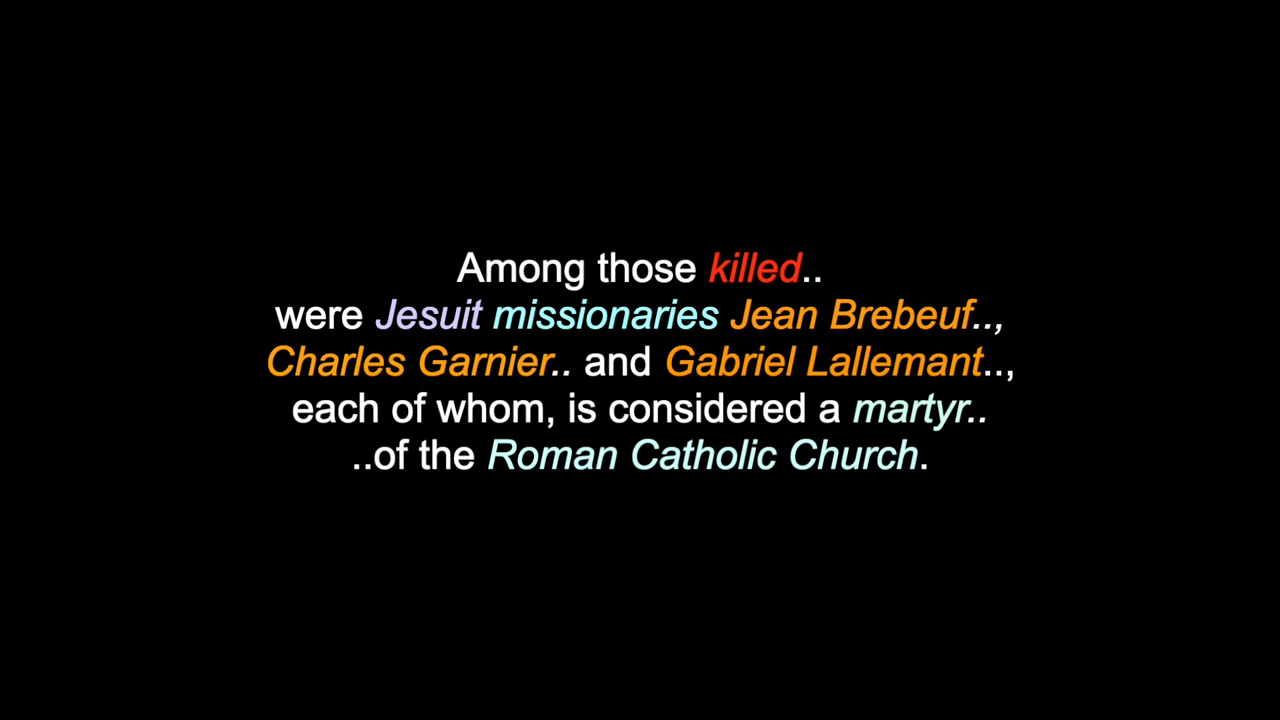 Among those killed..
were Jesuit missionaries Jean Brebeuf..,
Charles Garnier.. and Gabriel Lallemant..,
each of whom, is considered a martyr..
..of the Roman Catholic Church.